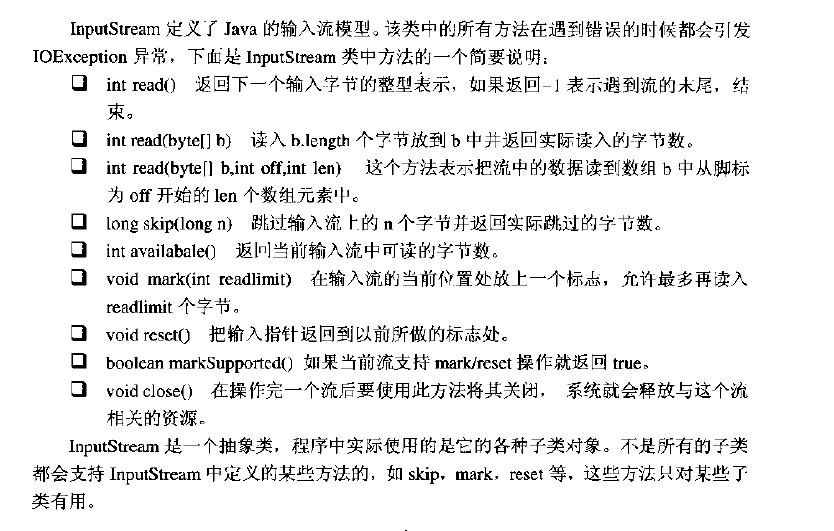 InputStream 定义了 Java 的输入流模型。该类中的所有方法在遇到错误的时候都会引发
IOException 异常，下面是 InputStream 类中方法的一个简要说明：
❑ int read() 返回下一个输入字节的整型表示，如果返回-1 表示遇到流的末尾，结
束。
❑ int read(byte[] b) 读入 b.length 个字节放到 b 中并返回实际读入的字节数。
❑ int read(byte[] b,int off,int len) 这个方法表示把流中的数据读到数组 b 中从脚标
为 off 开始的 len 个数组元素中。
❑ long skip(long n) 跳过输入流上的 n 个字节并返回实际跳过的字节数。
❑ int availabale() 返回当前输入流中可读的字节数。
❑ void mark(int readlimit) 在输入流的当前位置处放上一个标志，允许最多再读入
readlimit 个字节。
❑ void reset() 把输入指针返回到以前所做的标志处。
❑ boolean markSupported() 如果当前流支持 mark/reset 操作就返回 true。
❑ void close() 在操作完一个流后要使用此方法将其关闭， 系统就会释放与这个流
相关的资源。
InputStream 是一个抽象类，程序中实际使用的是它的各种子类对象。不是所有的子类
都会支持 InputStream 中定义的某些方法的，如 skip，mark，reset 等，这些方法只对某些子
类有用。